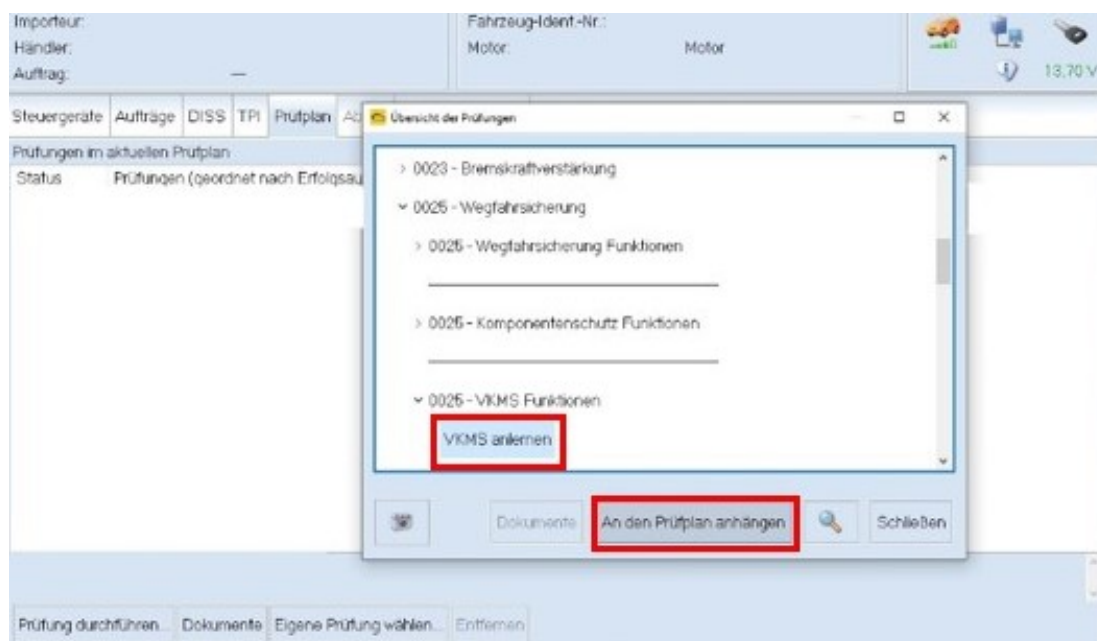 Importeur: Fahrzeug-Ident.-Nr.:
Händler: Motor: Motor
Auftrag: —
13,70 V
Steuergeräte Aufträge DISS TPI Prüfplan Ab
Übersicht der Prüfungen
Prüfungen im aktuellen Prüfplan
Status Prüfungen (geordnet nach Erfolgsau
> 0023 - Bremskraftverstärkung
0025 - Wegfahrsicherung
> 0025 - Wegfahrsicherung Funktionen
> 0025 - Komponentenschutz Funktionen
0025 - VKMS Funktionen
VKMS anlernen
Dokumente An den Prüfplan anhängen Schließen
Prüfung durchführen... Dokumente Eigene Prüfung wählen... Entfernen